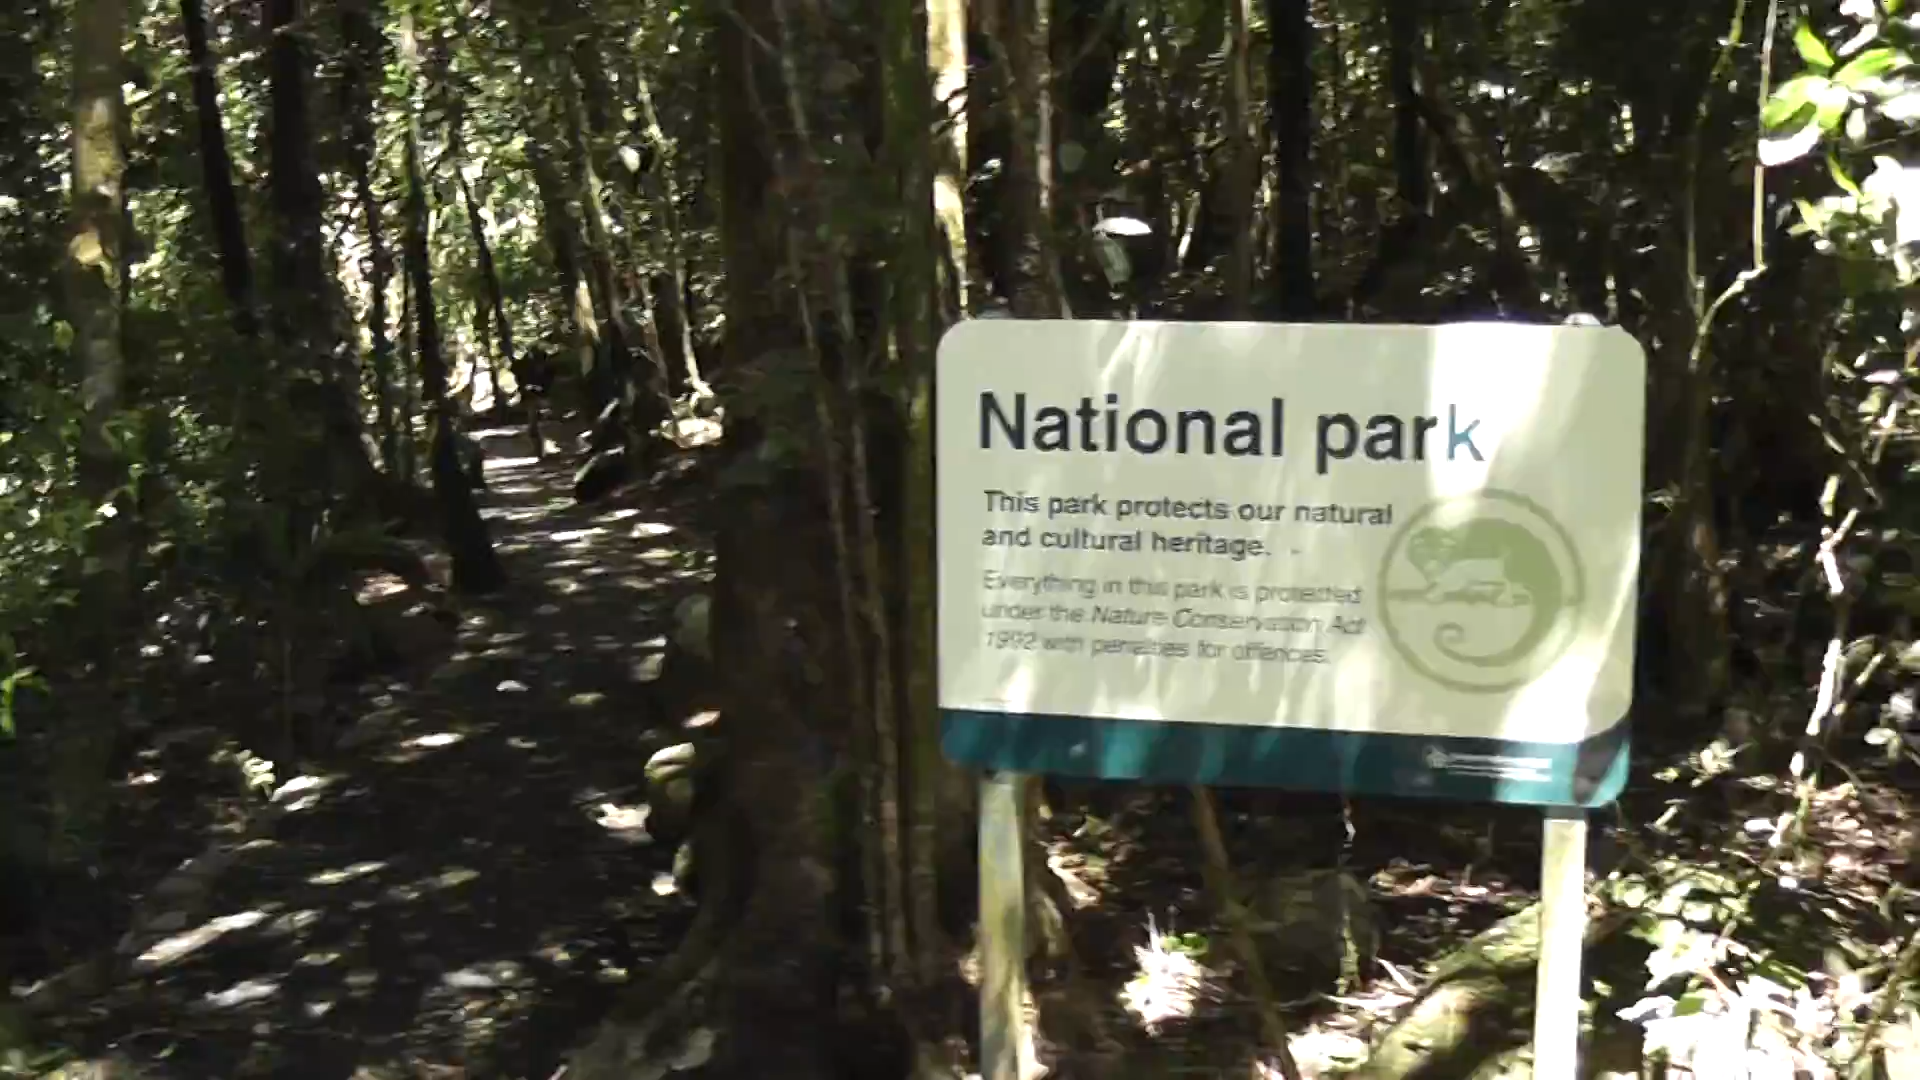 National park
This park protects our natural
and cultural heritage.
Everything in this park is protected
under the Nature Conservation Act
1992 with penalties for offences.